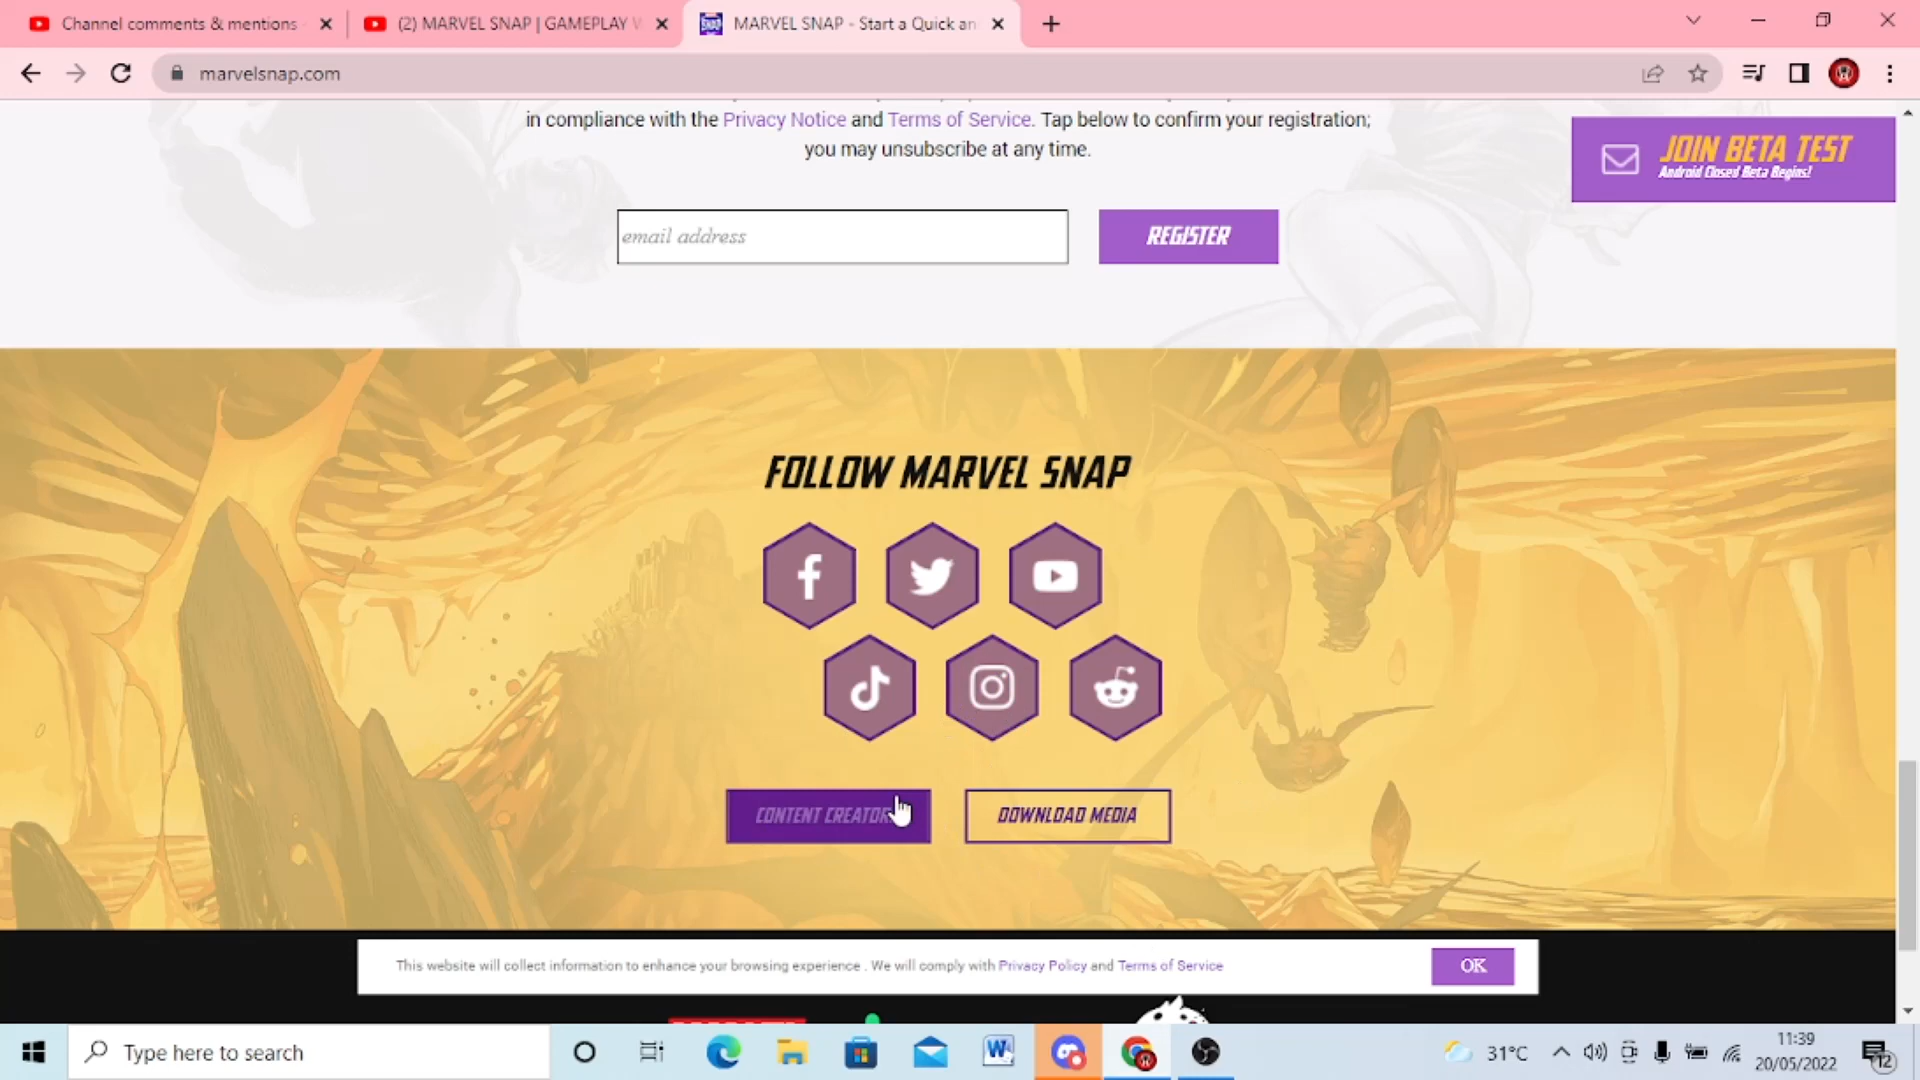 Channel comments & mentions
(2) MARVEL SNAP | GAMEPLAY
MARVEL SNAP - Start a Quick an
marvelsnap.com
in compliance with the Privacy Notice and Terms of Service. Tap below to confirm your registration;
you may unsubscribe at any time.
JOIN BETA TEST
Android Closed Beta Begins!
email address
REGISTER
FOLLOW MARVEL SNAP
CONTENT CREATOR
DOWNLOAD MEDIA
This website will collect information to enhance your browsing experience . We will comply with Privacy Policy and Terms of Service
OK
Type here to search
31°C
11:39
20/05/2022
12